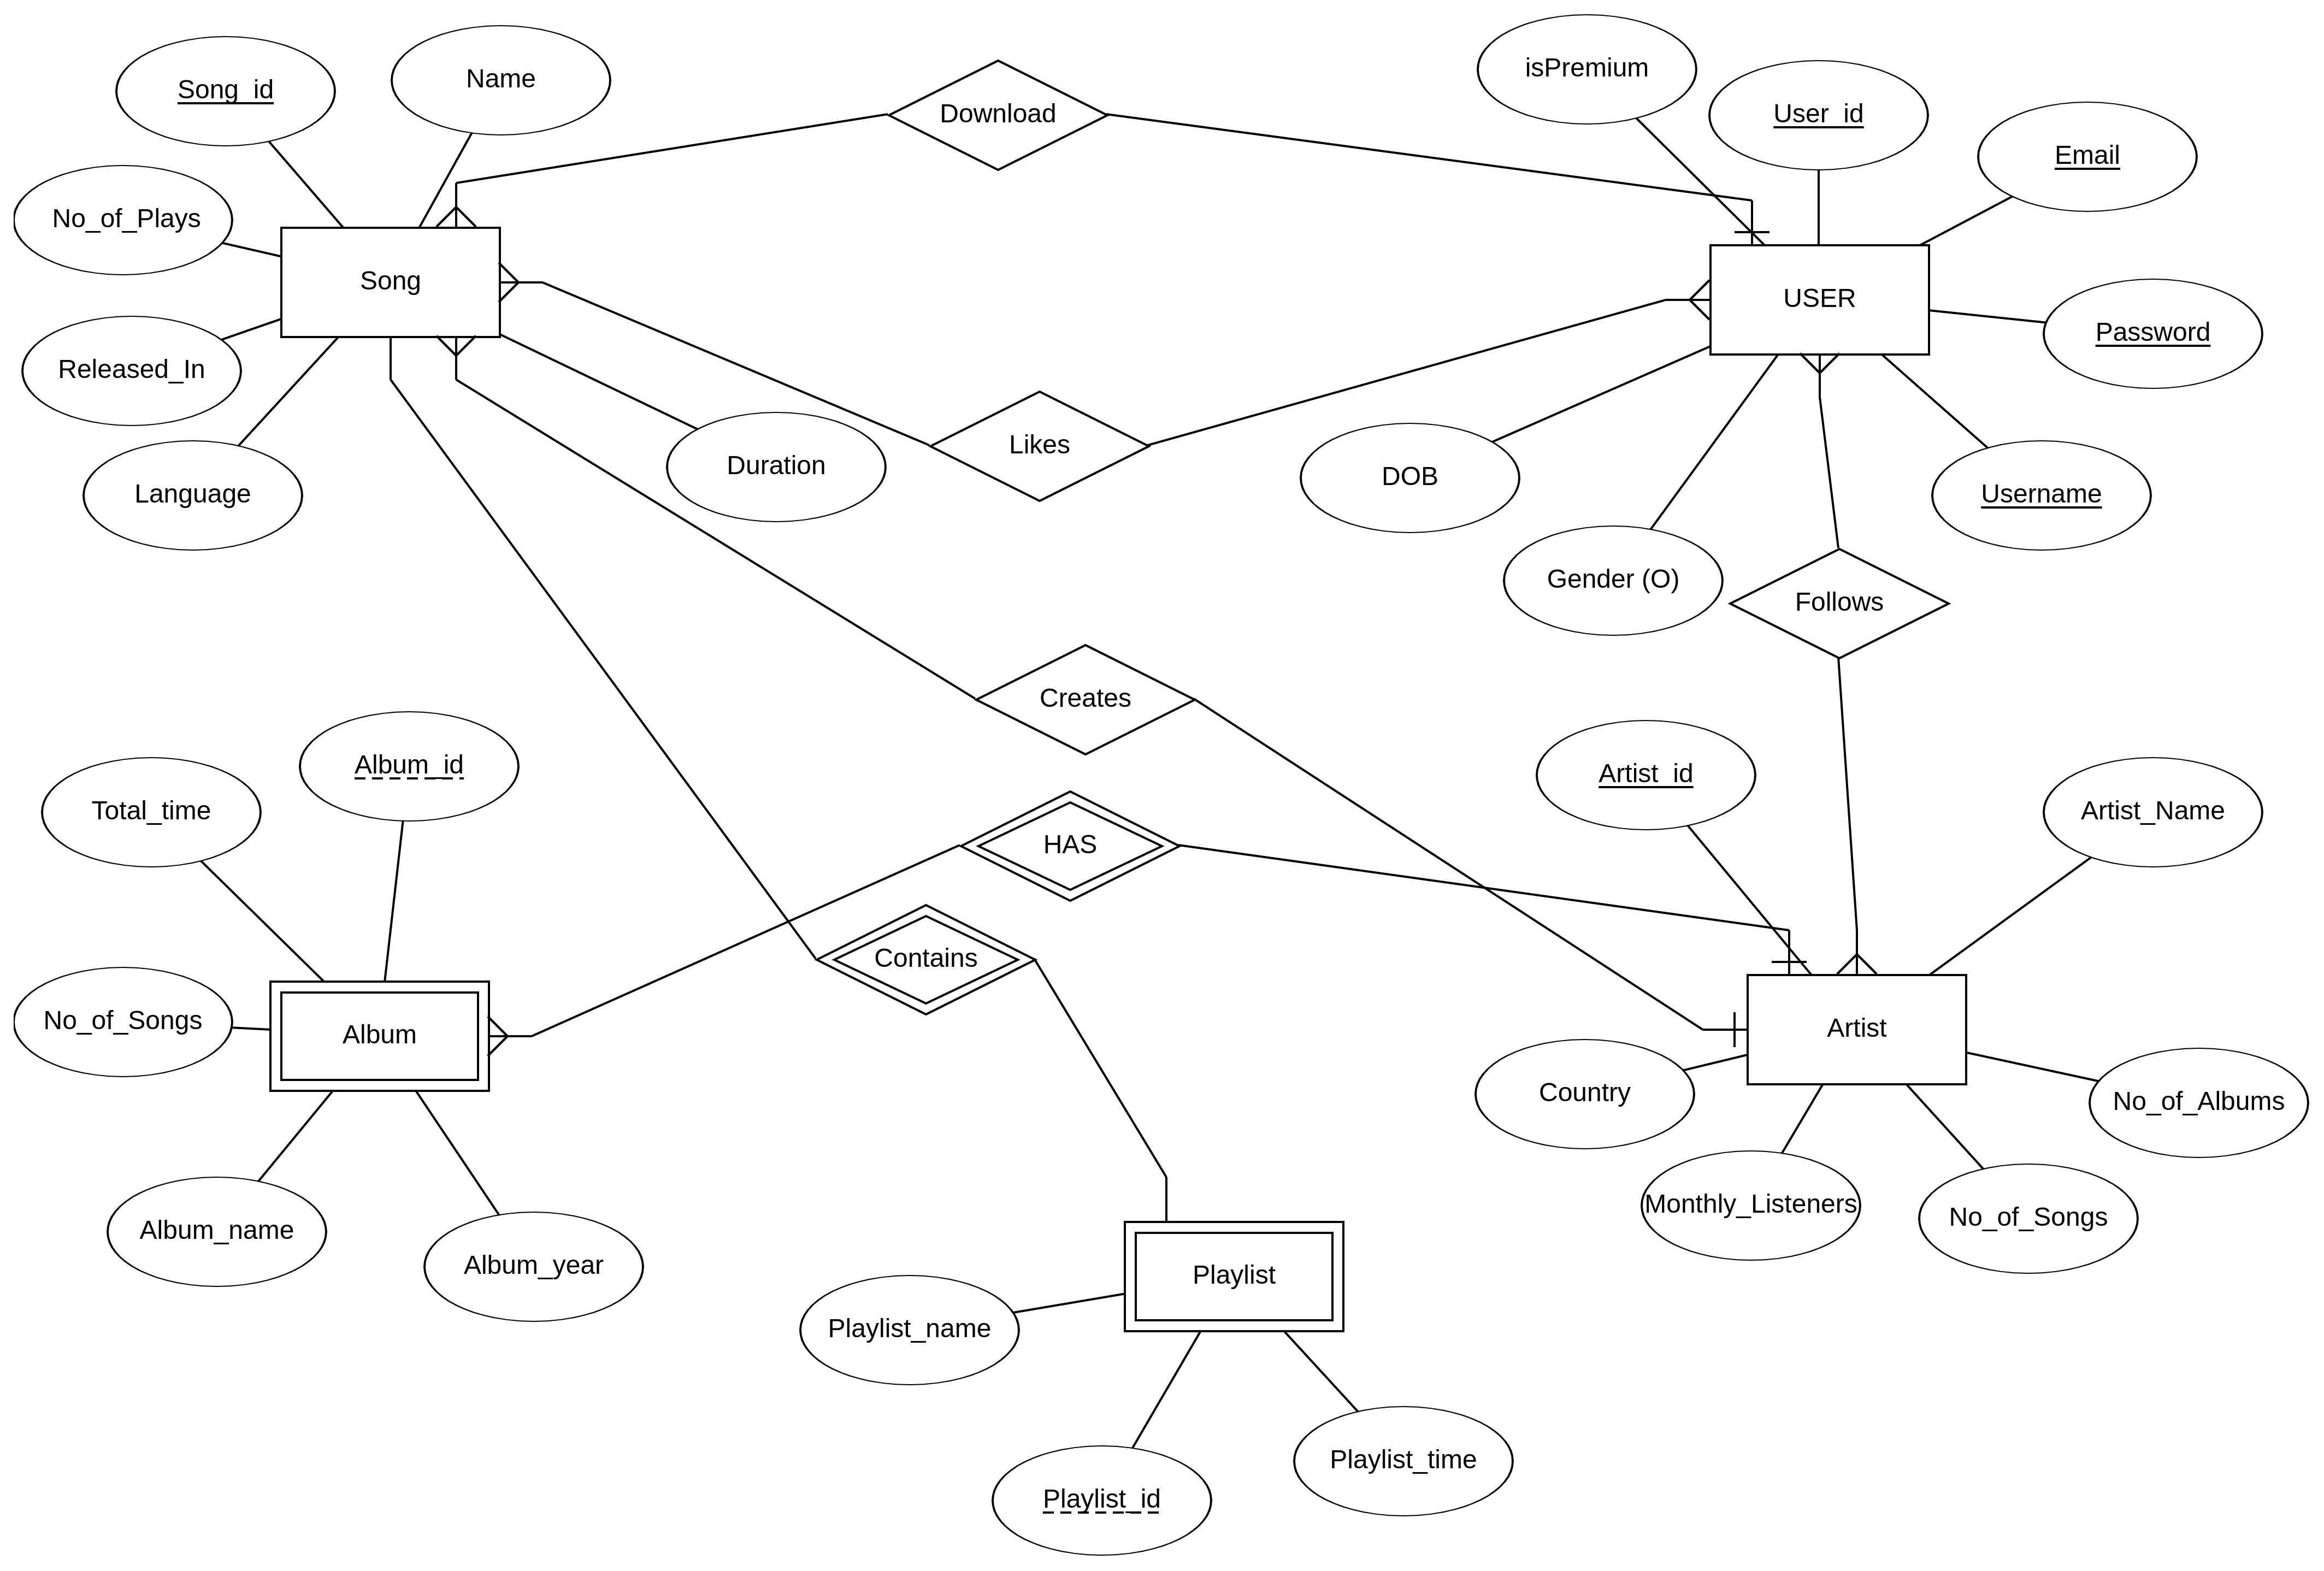 isPremium
Name
Song_id
Download
User_id
Email
No_of_Plays
Song
USER
Password
Released_In
Likes
Duration
DOB
Language
Username
Gender (O)
Follows
Creates
Album_id
Artist_id
Total_time
Artist_Name
HAS
Contains
No_of_Songs
Album
Artist
Country
No_of_Albums
Monthly_Listeners
No_of_Songs
Album_name
Album_year
Playlist
Playlist_name
Playlist_time
Playlist_id